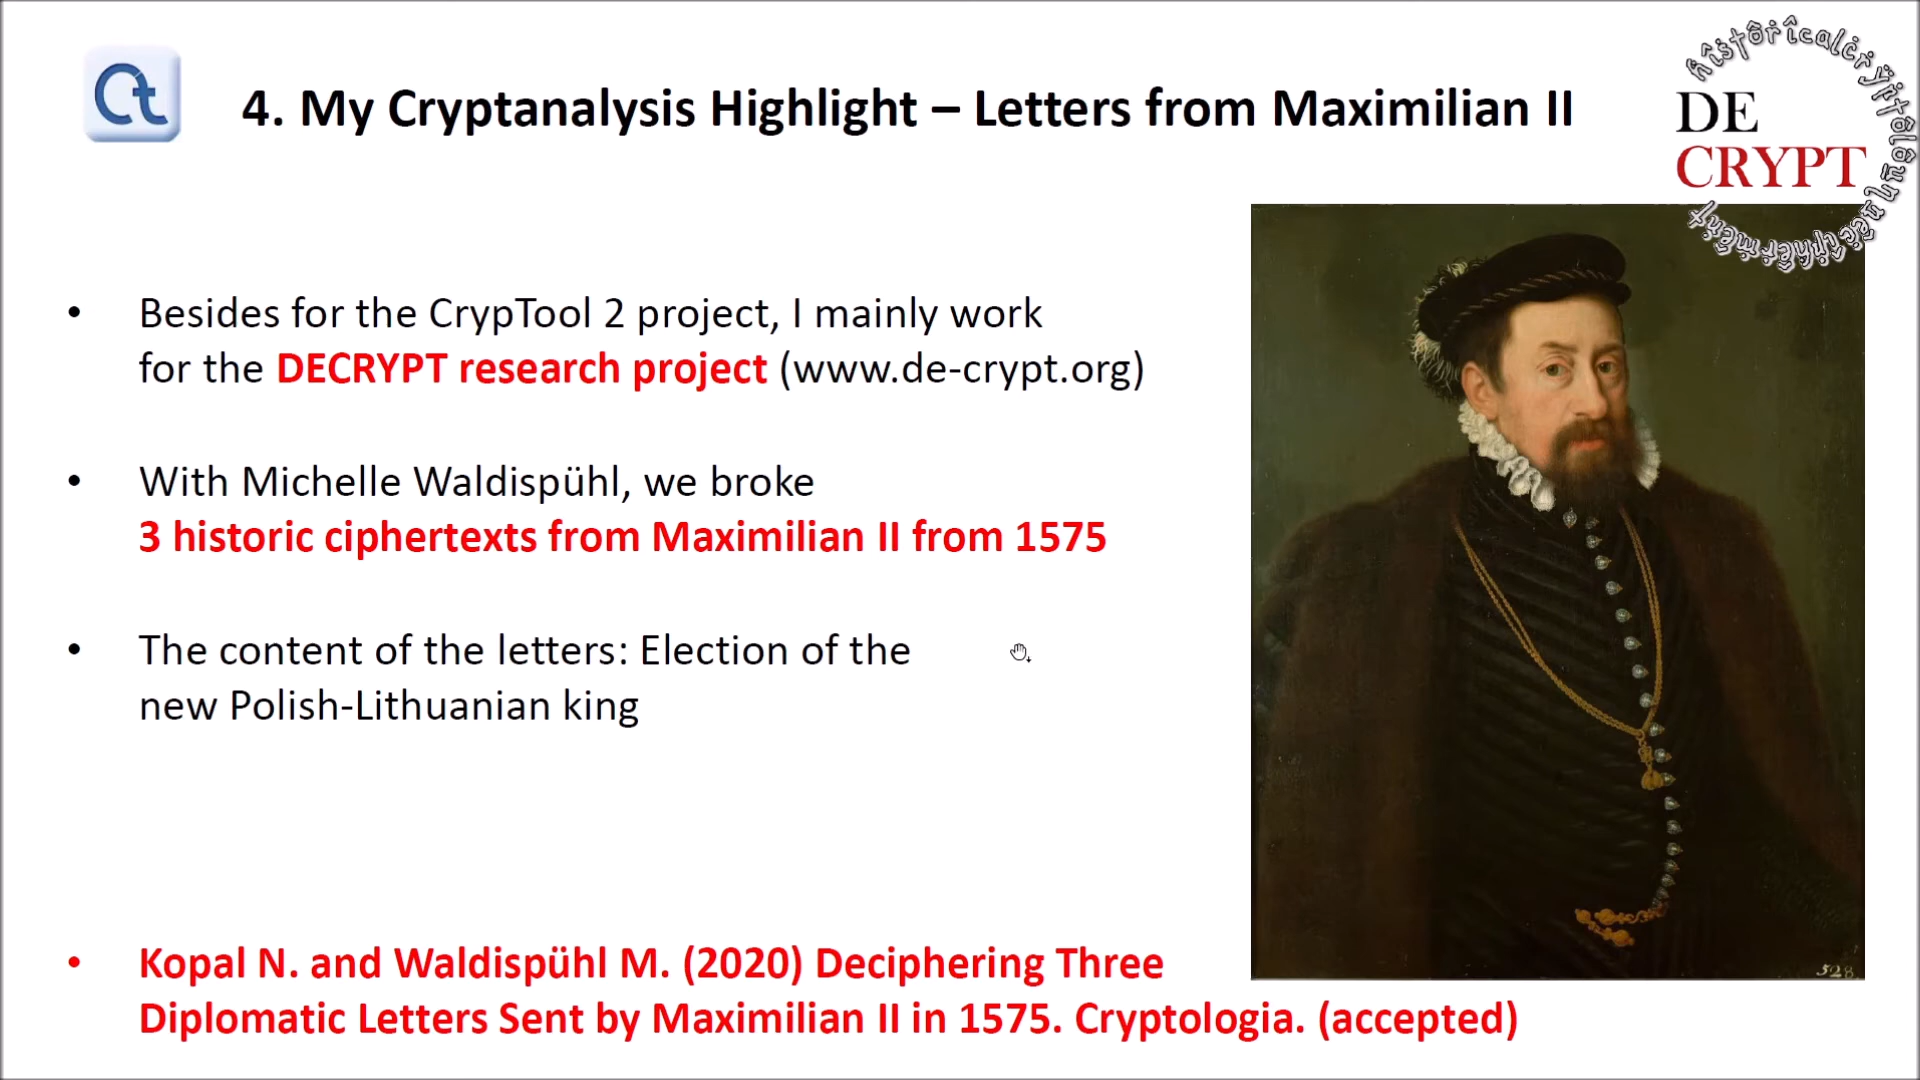 Ct
4. My Cryptanalysis Highlight – Letters from Maximilian II
DE
CRYPT
• Besides for the CrypTool 2 project, I mainly work
for the DECRYPT research project (www.de-crypt.org)
• With Michelle Waldispühl, we broke
3 historic ciphertexts from Maximilian II from 1575
• The content of the letters: Election of the
new Polish-Lithuanian king
528
• Kopal N. and Waldispühl M. (2020) Deciphering Three
Diplomatic Letters Sent by Maximilian II in 1575. Cryptologia. (accepted)